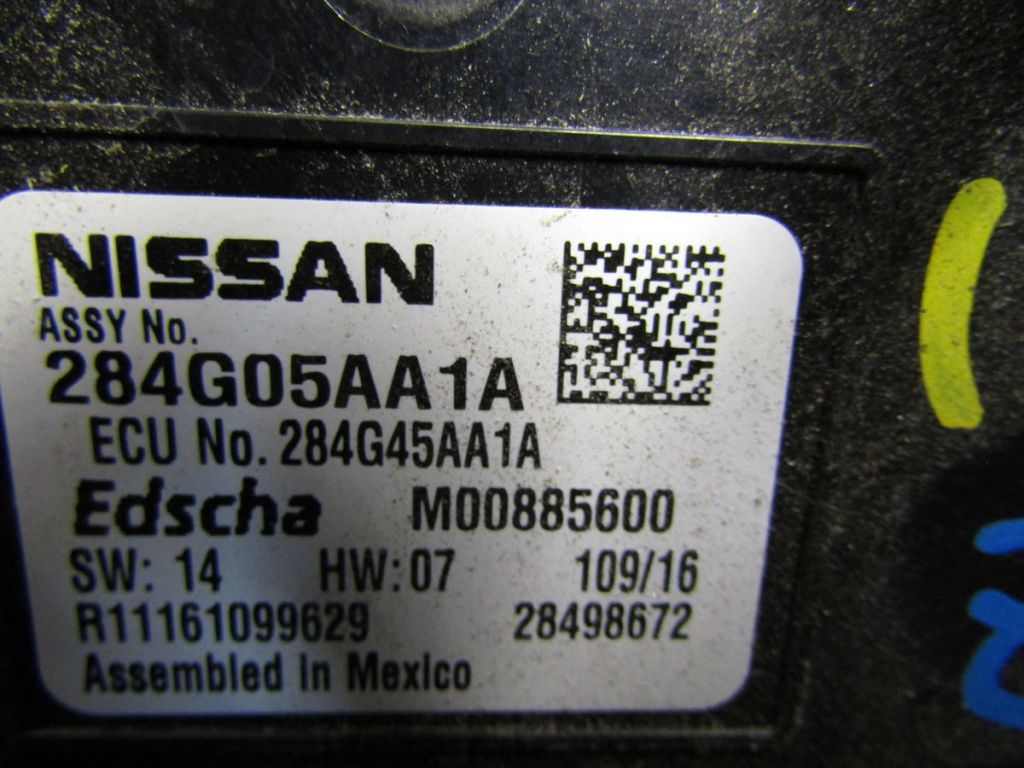 NISSAN
ASSY No.
284G05AA1A
ECU No. 284G45AA1A
Edscha M00885600
SW: 14 HW: 07 109/16
R11161099629 28498672
Assembled in Mexico